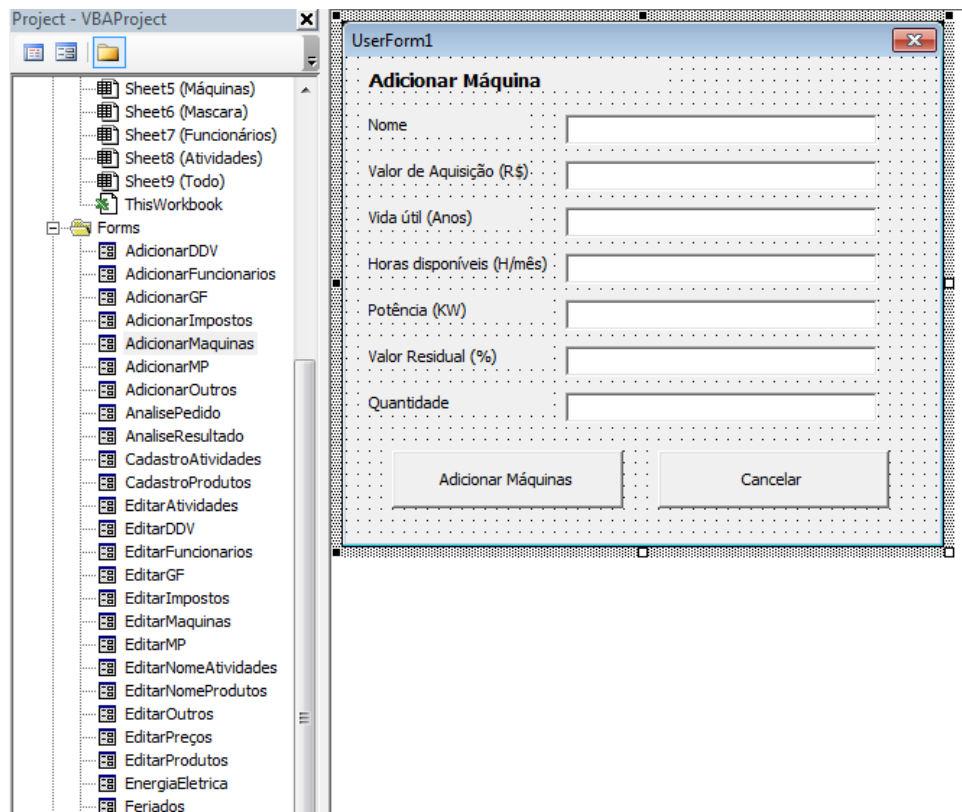 Project - VBAProject
Sheet5 (Máquinas)
Sheet6 (Mascara)
Sheet7 (Funcionários)
Sheet8 (Atividades)
Sheet9 (Todo)
ThisWorkbook
Forms
AdicionarDDV
AdicionarFuncionarios
AdicionarGF
AdicionarImpostos
AdicionarMaquinas
AdicionarMP
AdicionarOutros
AnalisePedido
AnaliseResultado
CadastroAtividades
CadastroProdutos
EditarAtividades
EditarDDV
EditarFuncionarios
EditarGF
EditarImpostos
EditarMaquinas
EditarMP
EditarNomeAtividades
EditarNomeProdutos
EditarOutros
EditarPreços
EditarProdutos
EnergiaEletrica
Feriados
UserForm1
Adicionar Máquina
Nome
Valor de Aquisição (R$)
Vida útil (Anos)
Horas disponíveis (H/mês)
Potência (KW)
Valor Residual (%)
Quantidade
Adicionar Máquinas
Cancelar